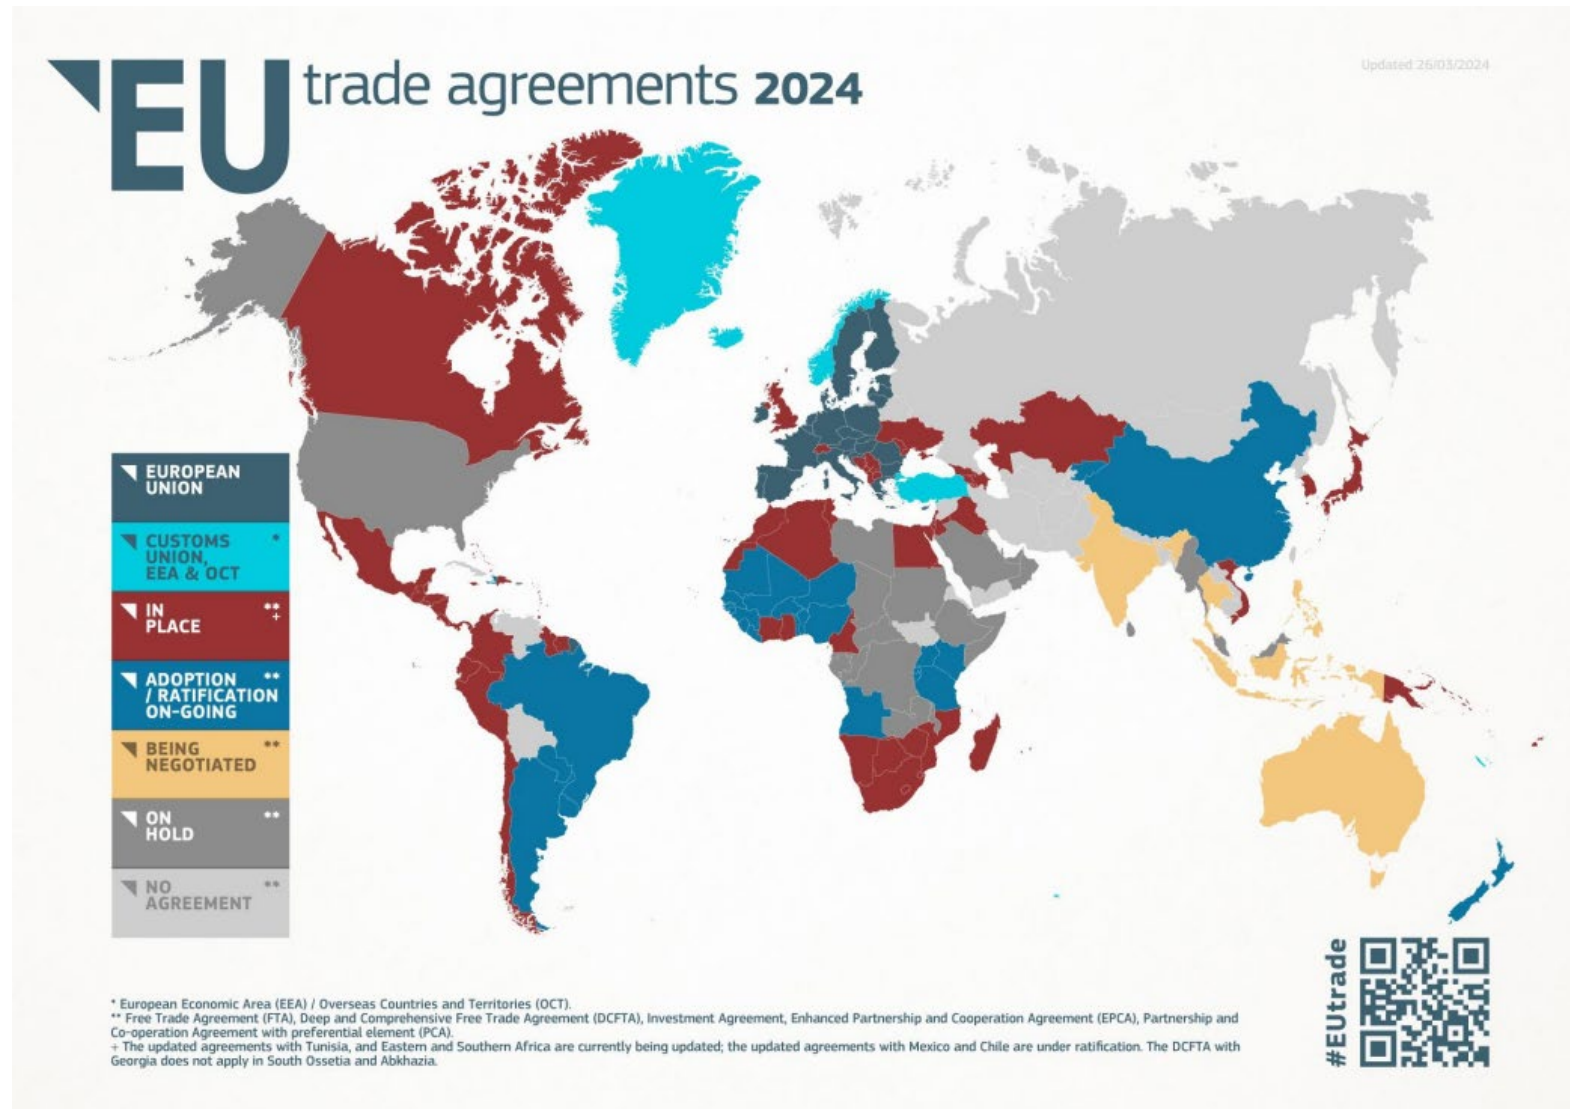 EU trade agreements 2024
Updated 26/03/2024
EUROPEAN
UNION
CUSTOMS *
UNION,
EEA & OCT
IN **
PLACE +
ADOPTION **
/ RATIFICATION
ON-GOING
BEING **
NEGOTIATED
ON **
HOLD
NO **
AGREEMENT
#EUtrade
* European Economic Area (EEA) / Overseas Countries and Territories (OCT).
** Free Trade Agreement (FTA), Deep and Comprehensive Free Trade Agreement (DCFTA), Investment Agreement, Enhanced Partnership and Cooperation Agreement (EPCA), Partnership and
Co-operation Agreement with preferential element (PCA).
+ The updated agreements with Tunisia, and Eastern and Southern Africa are currently being updated; the updated agreements with Mexico and Chile are under ratification. The DCFTA with
Georgia does not apply in South Ossetia and Abkhazia.